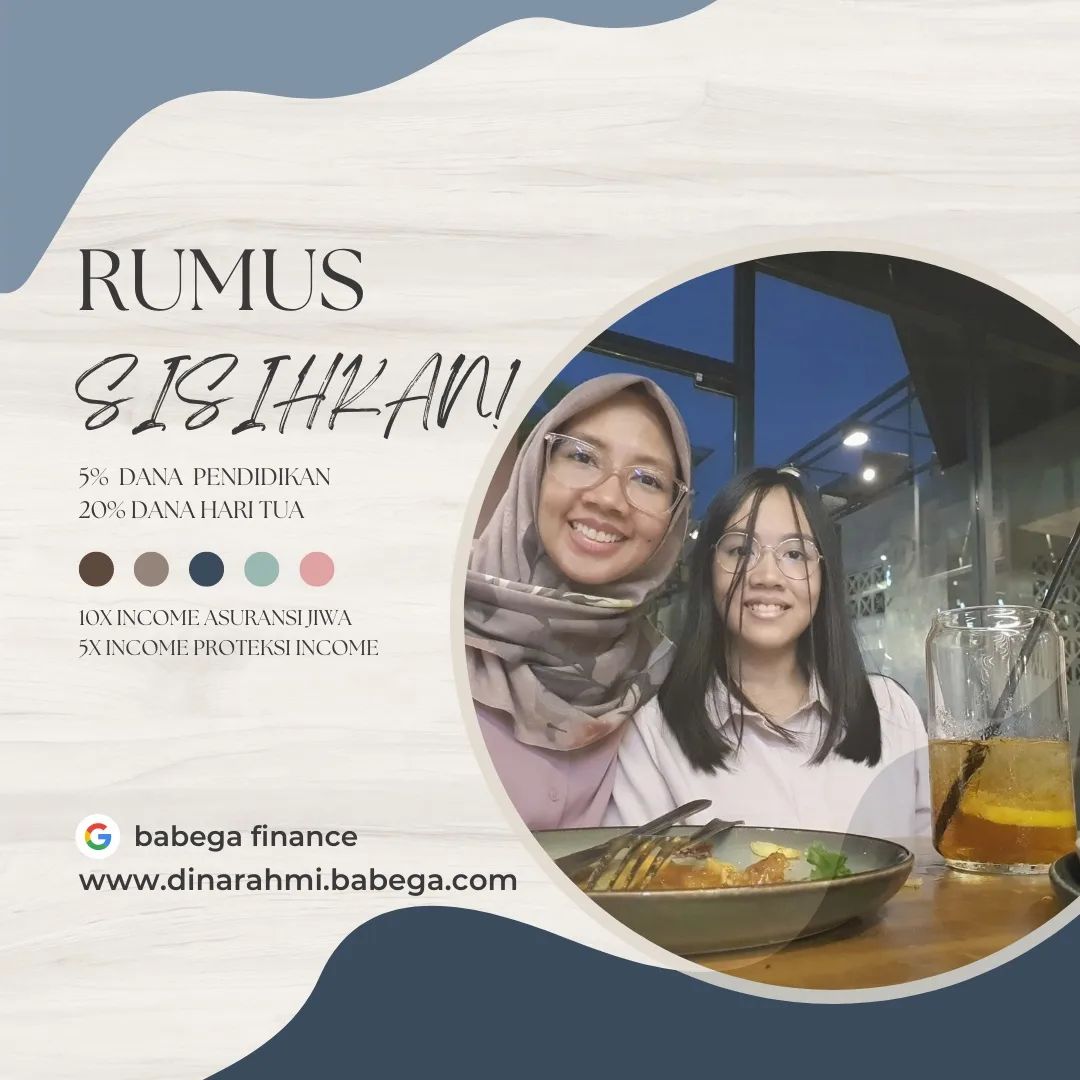 RUMUS
SISIHKAN!
5% DANA PENDIDIKAN
20% DANA HARI TUA
10X INCOME ASURANSI JIWA
5X INCOME PROTEKSI INCOME
babega finance
www.dinarahmi.babega.com